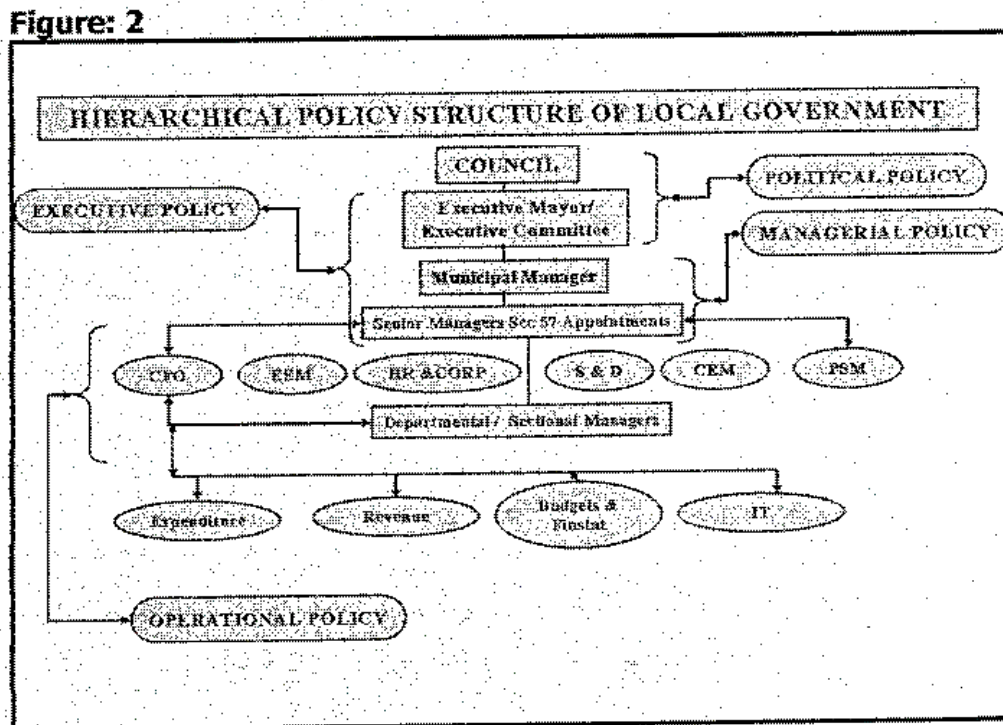 Figure: 2
HIERARCHICAL POLICY STRUCTURE OF LOCAL GOVERNMENT
COUNCIL
POLITICAL POLICY
EXECUTIVE POLICY
Executive Mayor/
Executive Committee
MANAGERIAL POLICY
Municipal Manager
Senior Managers Sec 57 Appointments
CFO
HR & CORP
S & D
PSM
Departmental / Sectional Managers
Expenditure
Revenue
Budgets &
Finstat
IT
OPERATIONAL POLICY